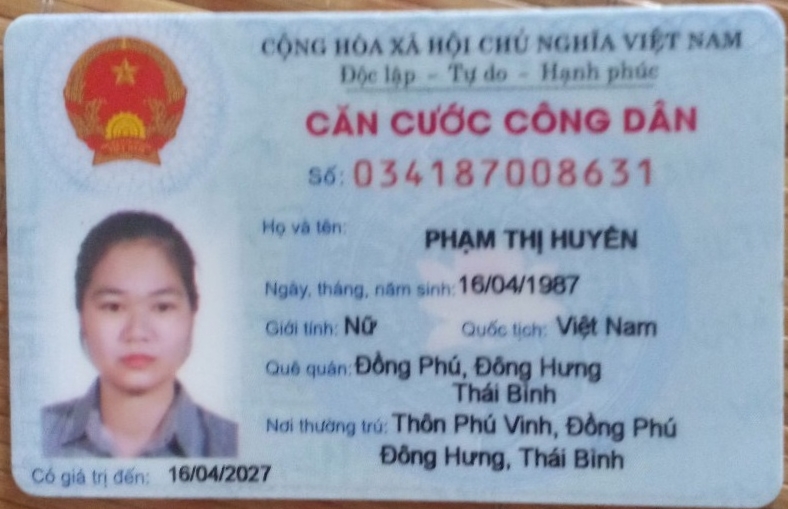 CỘNG HÒA XÃ HỘI CHỦ NGHĨA VIỆT NAM
Độc lập - Tự do - Hạnh phúc
CĂN CƯỚC CÔNG DÂN
Số: 034187008631
Họ và tên: PHẠM THỊ HUYÊN
Ngày, tháng, năm sinh: 16/04/1987
Giới tính: Nữ Quốc tịch: Việt Nam
Quê quán: Đồng Phú, Đông Hưng
Thái Bình
Nơi thường trú: Thôn Phú Vinh, Đồng Phú
Đông Hưng, Thái Bình
Có giá trị đến: 16/04/2027